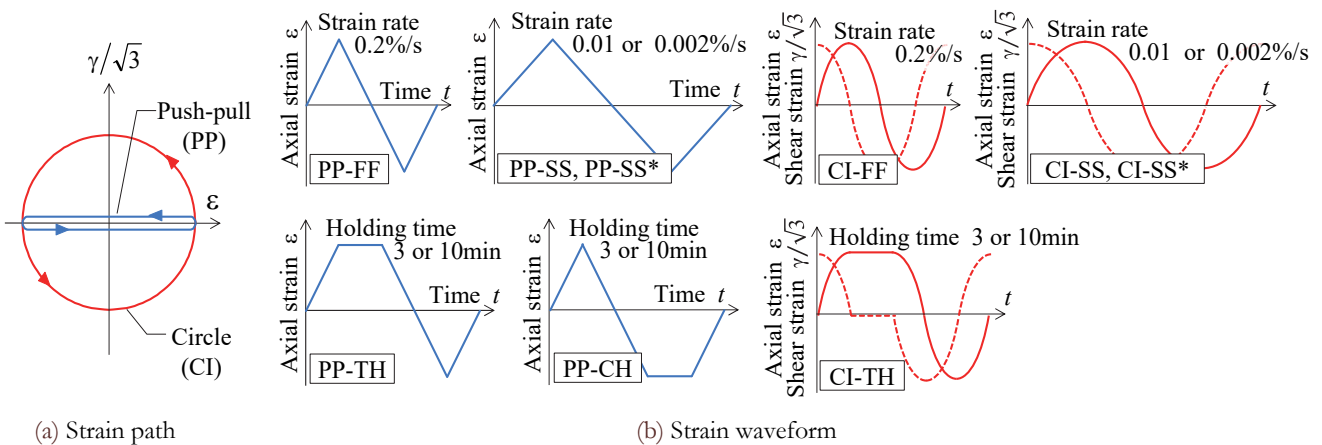 γ/√3
Push-pull
(PP)
ε
Circle
(CI)
(a) Strain path
Axial strain ε
Strain rate
0.2%/s
Time t
PP-FF
Axial strain ε
Strain rate
0.01 or 0.002%/s
Time t
PP-SS, PP-SS*
Axial strain ε
Shear strain γ/√3
Strain rate
0.2%/s
t
CI-FF
Axial strain ε
Shear strain γ/√3
Strain rate
0.01 or 0.002%/s
t
CI-SS, CI-SS*
Axial strain ε
Holding time
3 or 10min
Time t
PP-TH
Axial strain ε
Holding time
3 or 10min
Time t
PP-CH
Axial strain ε
Shear strain γ/√3
Holding time 3 or 10min
t
CI-TH
(b) Strain waveform